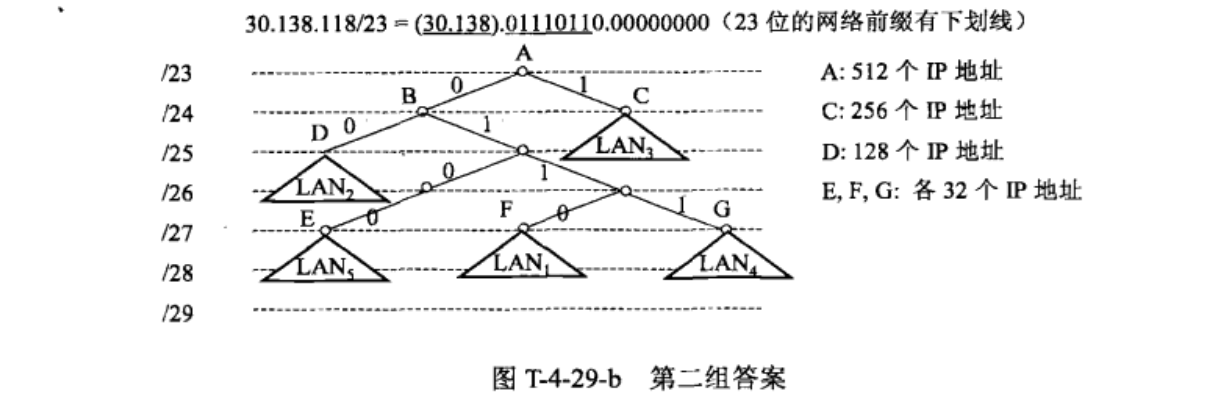 30.138.118/23 = (30.138).01110110.00000000（23 位的网络前缀有下划线）
A
/23
A: 512 个 IP 地址
0 1
B C
/24
C: 256 个 IP 地址
D 0 1
LAN₃
/25
D: 128 个 IP 地址
0 1
LAN₂
/26
E, F, G: 各 32 个 IP 地址
E 0 F 0 1 G
/27
LAN₅ LAN₁ LAN₄
/28
/29
图 T-4-29-b 第二组答案